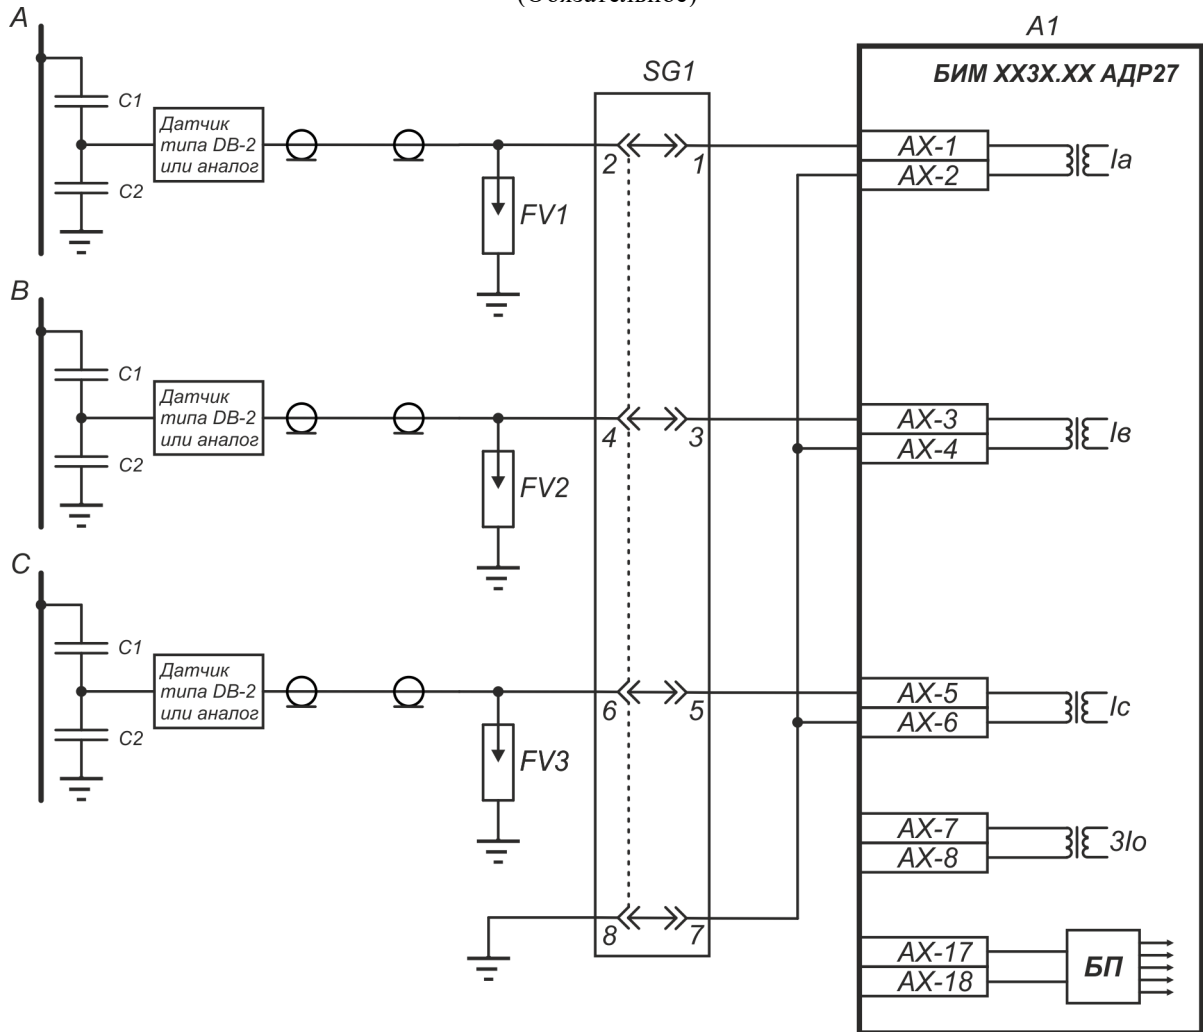 (Обязательное)
A
A1
SG1
БИМ XX3X.XX АДР27
C1
Датчик
типа DB-2
или аналог
C2
2
1
AX-1
AX-2
Ia
FV1
B
C1
Датчик
типа DB-2
или аналог
C2
4
3
AX-3
AX-4
Iв
FV2
C
C1
Датчик
типа DB-2
или аналог
C2
6
5
AX-5
AX-6
Ic
FV3
AX-7
AX-8
3Io
8
7
AX-17
AX-18
БП